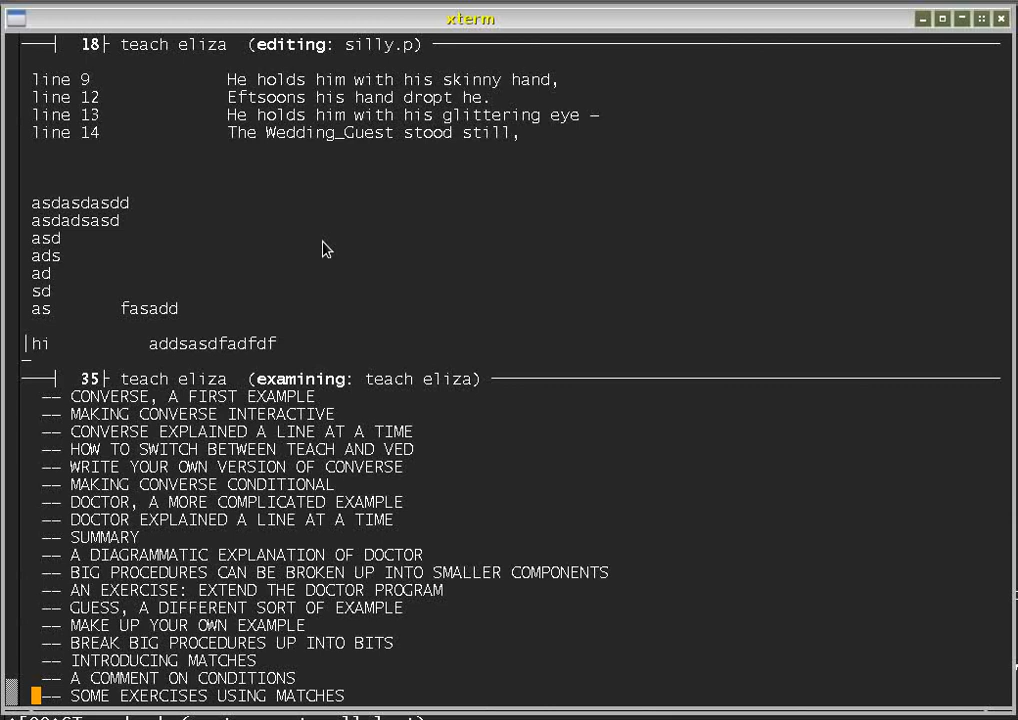 xterm
18 teach eliza (editing: silly.p)
line 9 He holds him with his skinny hand,
line 12 Eftsoons his hand dropt he.
line 13 He holds him with his glittering eye —
line 14 The Wedding_Guest stood still,
asdasdasdd
asdadsasd
asd
ads
ad
sd
as fasadd
|hi addsasdfadfdf
35 teach eliza (examining: teach eliza)
-- CONVERSE, A FIRST EXAMPLE
-- MAKING CONVERSE INTERACTIVE
-- CONVERSE EXPLAINED A LINE AT A TIME
-- HOW TO SWITCH BETWEEN TEACH AND VED
-- WRITE YOUR OWN VERSION OF CONVERSE
-- MAKING CONVERSE CONDITIONAL
-- DOCTOR, A MORE COMPLICATED EXAMPLE
-- DOCTOR EXPLAINED A LINE AT A TIME
-- SUMMARY
-- A DIAGRAMMATIC EXPLANATION OF DOCTOR
-- BIG PROCEDURES CAN BE BROKEN UP INTO SMALLER COMPONENTS
-- AN EXERCISE: EXTEND THE DOCTOR PROGRAM
-- GUESS, A DIFFERENT SORT OF EXAMPLE
-- MAKE UP YOUR OWN EXAMPLE
-- BREAK BIG PROCEDURES UP INTO BITS
-- INTRODUCING MATCHES
-- A COMMENT ON CONDITIONS
-- SOME EXERCISES USING MATCHES